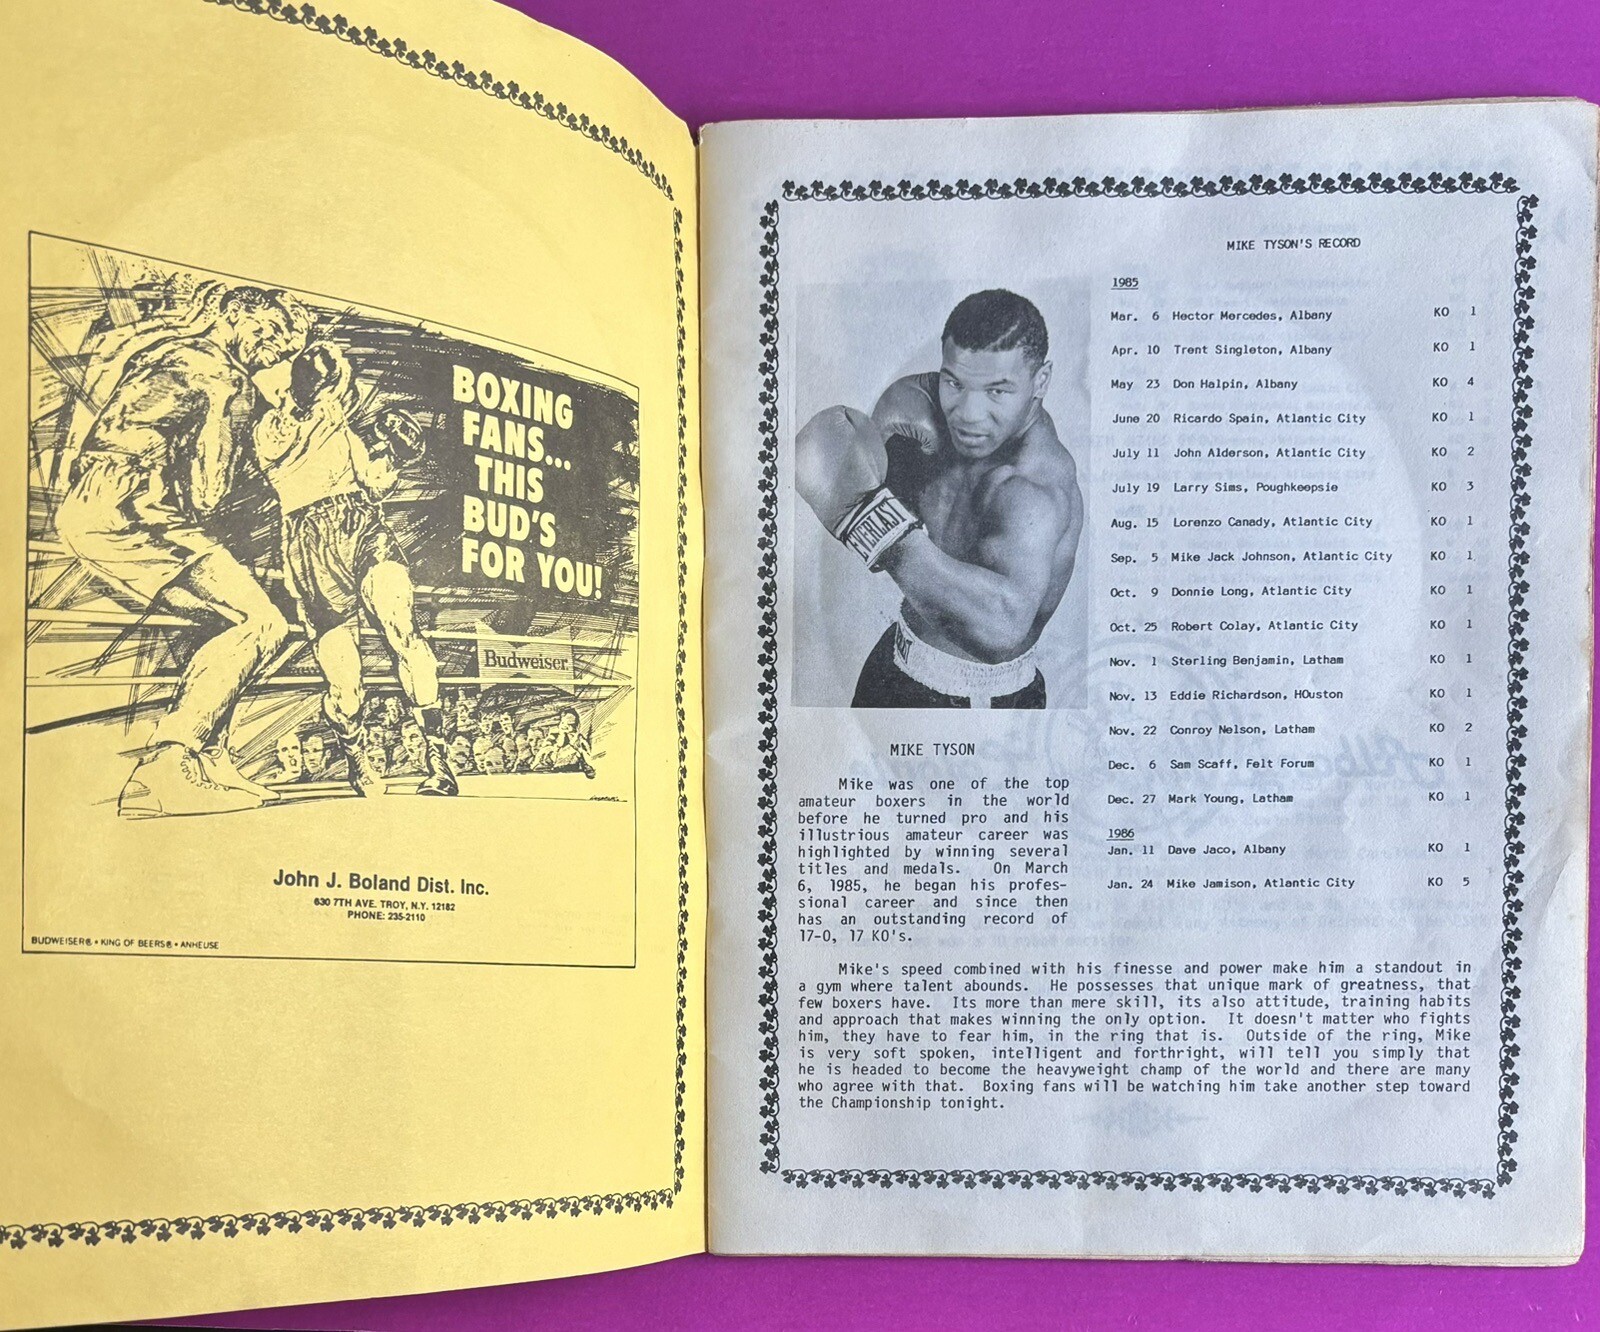 BOXING
FANS...
THIS
BUD'S
FOR YOU!
Budweiser
John J. Boland Dist. Inc.
630 7TH AVE. TROY, N.Y. 12182
PHONE: 235-2110
BUDWEISER® • KING OF BEERS® • ANHEUSE
MIKE TYSON'S RECORD
1985
Mar. 6 Hector Mercedes, Albany KO 1
Apr. 10 Trent Singleton, Albany KO 1
May 23 Don Halpin, Albany KO 4
June 20 Ricardo Spain, Atlantic City KO 1
July 11 John Alderson, Atlantic City KO 2
July 19 Larry Sims, Poughkeepsie KO 3
Aug. 15 Lorenzo Canady, Atlantic City KO 1
Sep. 5 Mike Jack Johnson, Atlantic City KO 1
Oct. 9 Donnie Long, Atlantic City KO 1
Oct. 25 Robert Colay, Atlantic City KO 1
Nov. 1 Sterling Benjamin, Latham KO 1
Nov. 13 Eddie Richardson, HOuston KO 1
Nov. 22 Conroy Nelson, Latham KO 2
Dec. 6 Sam Scaff, Felt Forum KO 1
Dec. 27 Mark Young, Latham KO 1
1986
Jan. 11 Dave Jaco, Albany KO 1
Jan. 24 Mike Jamison, Atlantic City KO 5
EVERLAST
MIKE TYSON
Mike was one of the top
amateur boxers in the world
before he turned pro and his
illustrious amateur career was
highlighted by winning several
titles and medals. On March
6, 1985, he began his profes-
sional career and since then
has an outstanding record of
17-0, 17 KO's.
Mike's speed combined with his finesse and power make him a standout in
a gym where talent abounds. He possesses that unique mark of greatness, that
few boxers have. Its more than mere skill, its also attitude, training habits
and approach that makes winning the only option. It doesn't matter who fights
him, they have to fear him, in the ring that is. Outside of the ring, Mike
is very soft spoken, intelligent and forthright, will tell you simply that
he is headed to become the heavyweight champ of the world and there are many
who agree with that. Boxing fans will be watching him take another step toward
the Championship tonight.